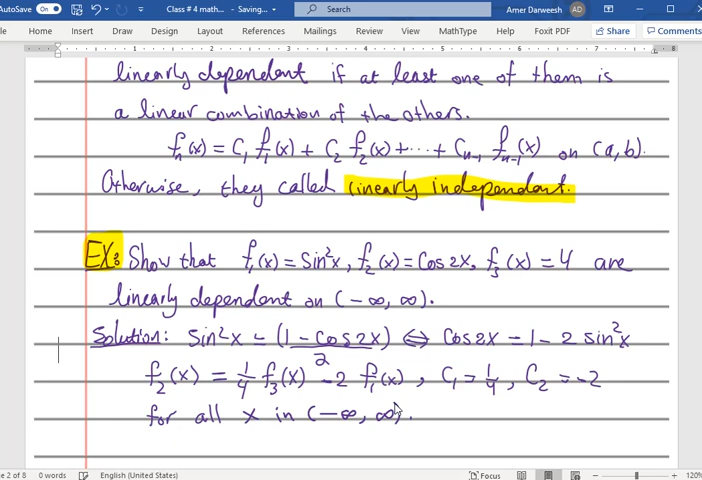 AutoSave On Class # 4 math... - Saving... Search Amer Darweesh AD
Home Insert Draw Design Layout References Mailings Review View MathType Help Foxit PDF Share Comments
linearly dependent if at least one of them is
a linear combination of the others.
fₙ(x) = C₁ f₁(x) + C₂ f₂(x) + ... + Cₙ₋₁ fₙ₋₁(x) on (a,b).
Otherwise, they called linearly independent.
EX: Show that f₁(x) = Sin²x, f₂(x) = Cos 2x, f₃(x) = 4 are
linearly dependent on (-∞, ∞).
Solution: Sin²x = (1 - Cos 2x)/2 ⇔ Cos 2x = 1 - 2 Sin²x
f₂(x) = 1/4 f₃(x) - 2 f₁(x), C₁ = 1/4, C₂ = -2
for all x in (-∞, ∞).
2 of 8 0 words English (United States) Focus 120%